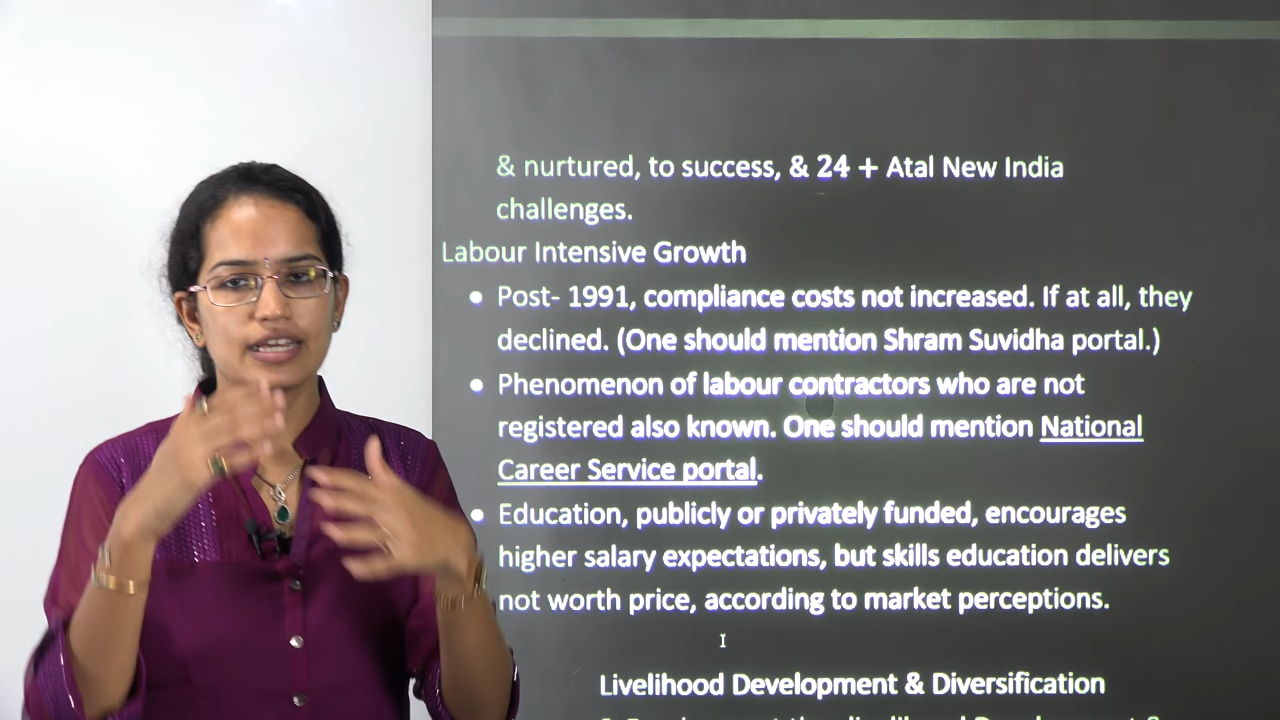 & nurtured, to success, & 24 + Atal New India
challenges.
Labour Intensive Growth
• Post- 1991, compliance costs not increased. If at all, they
declined. (One should mention Shram Suvidha portal.)
• Phenomenon of labour contractors who are not
registered also known. One should mention National
Career Service portal.
• Education, publicly or privately funded, encourages
higher salary expectations, but skills education delivers
not worth price, according to market perceptions.
Livelihood Development & Diversification